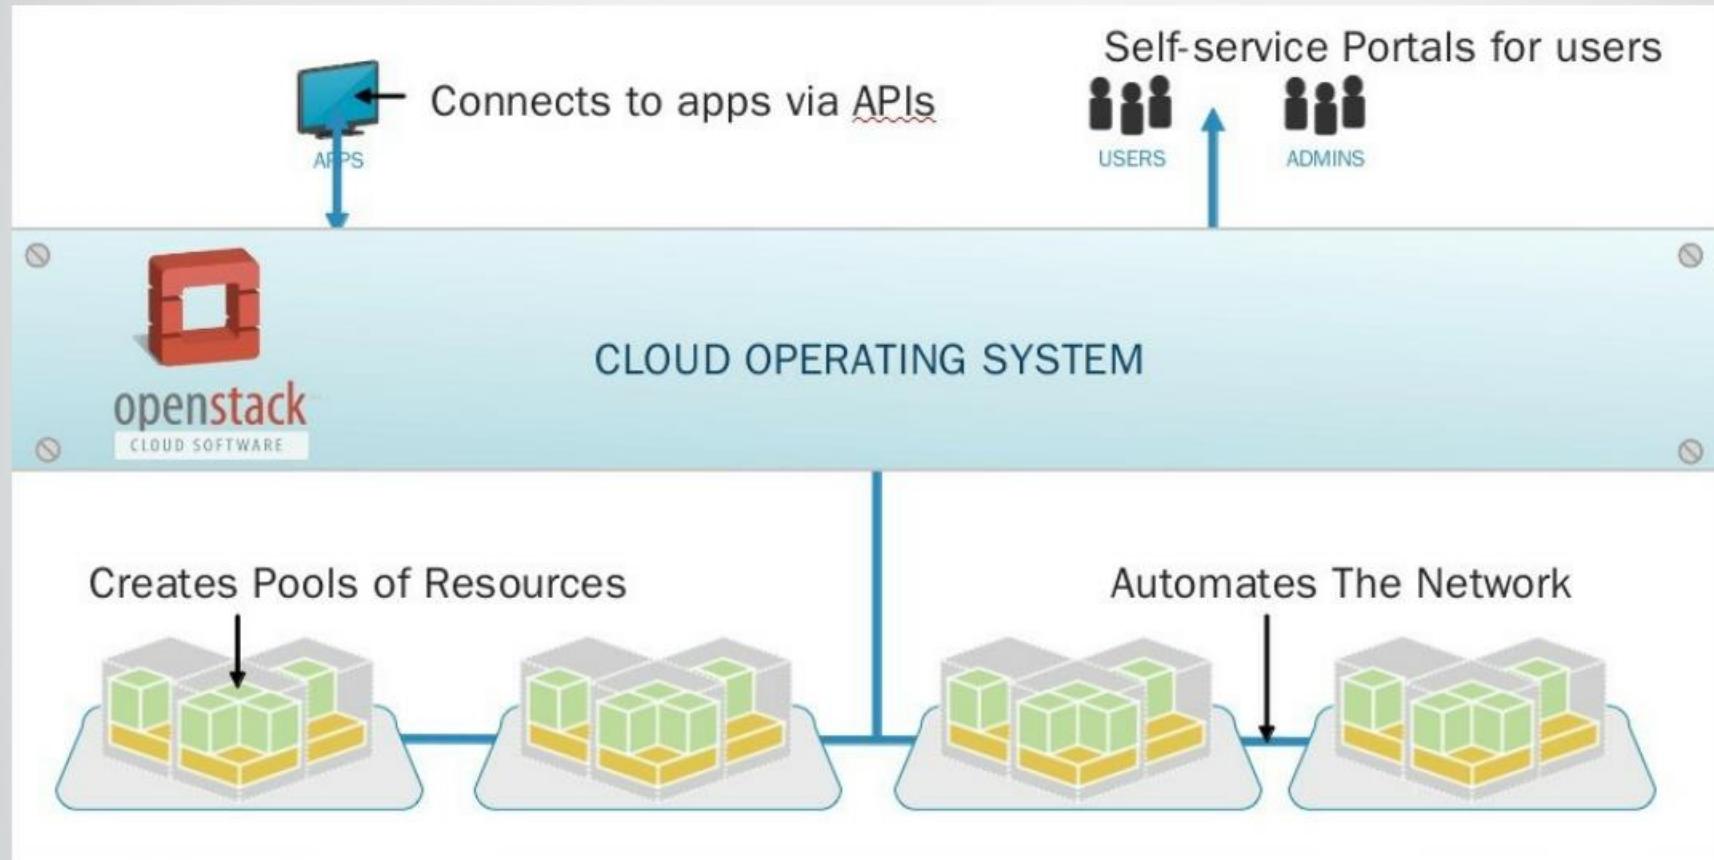 Self-service Portals for users
Connects to apps via APIs
APPS
USERS
ADMINS
openstack
CLOUD SOFTWARE
CLOUD OPERATING SYSTEM
Creates Pools of Resources
Automates The Network